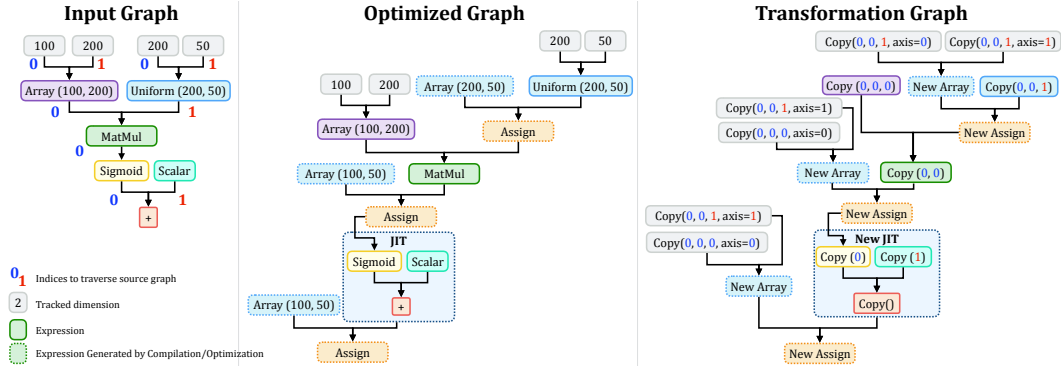 Input Graph
100
200
200
50
0
1
0
1
Array (100, 200)
Uniform (200, 50)
0
1
MatMul
0
Sigmoid
Scalar
0
1
+
0
1
Indices to traverse source graph
2
Tracked dimension
Expression
Expression Generated by Compilation/Optimization
Optimized Graph
200
50
100
200
Array (200, 50)
Uniform (200, 50)
Array (100, 200)
Assign
Array (100, 50)
MatMul
Assign
JIT
Sigmoid
Scalar
Array (100, 50)
+
Assign
Transformation Graph
Copy(0, 0, 1, axis=0)
Copy(0, 0, 1, axis=1)
Copy (0, 0, 0)
New Array
Copy (0, 0, 1)
Copy(0, 0, 1, axis=1)
Copy(0, 0, 0, axis=0)
New Assign
New Array
Copy (0, 0)
Copy(0, 0, 1, axis=1)
New Assign
Copy(0, 0, 0, axis=0)
New JIT
Copy (0)
Copy (1)
New Array
Copy()
New Assign